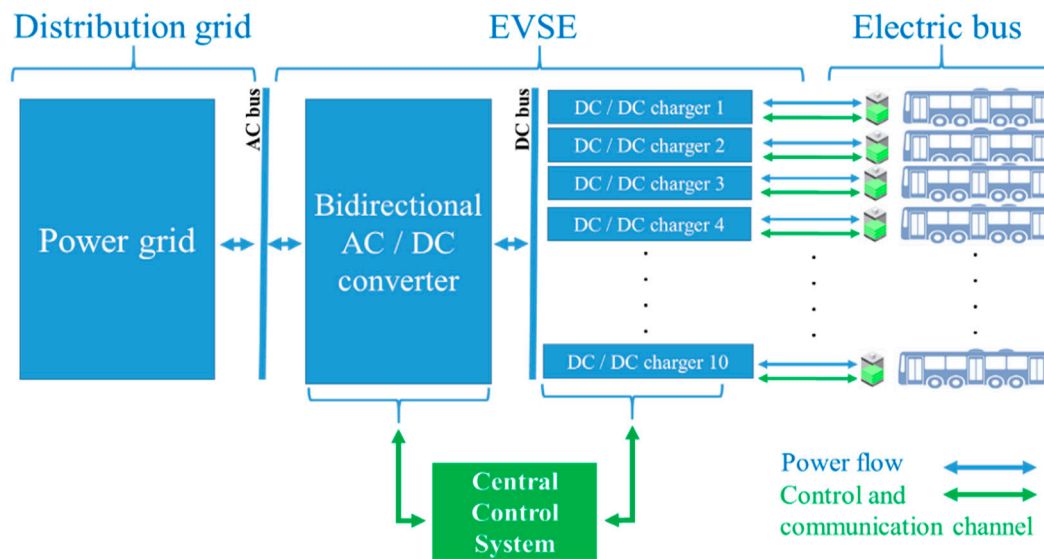 Distribution grid
EVSE
Electric bus
AC bus
DC bus
Power grid
Bidirectional
AC / DC
converter
DC / DC charger 1
DC / DC charger 2
DC / DC charger 3
DC / DC charger 4
DC / DC charger 10
Central
Control
System
Power flow
Control and
communication channel